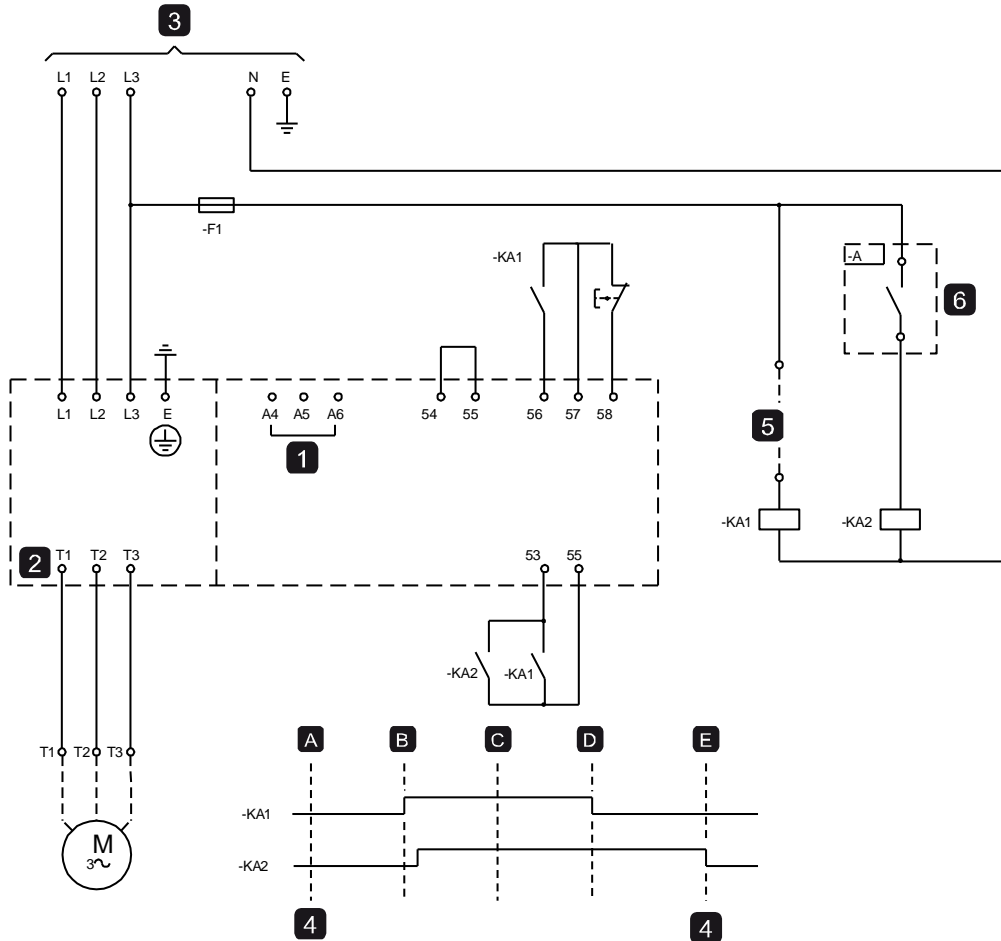 3
L1 L2 L3 N E
-F1
-KA1
-A
6
L1 L2 L3 E A4 A5 A6 54 55 56 57 58
1
5
-KA1 -KA2
2
T1 T2 T3 53 55
-KA2 -KA1
T1 T2 T3
A B C D E
-KA1
M
3~
-KA2
4 4